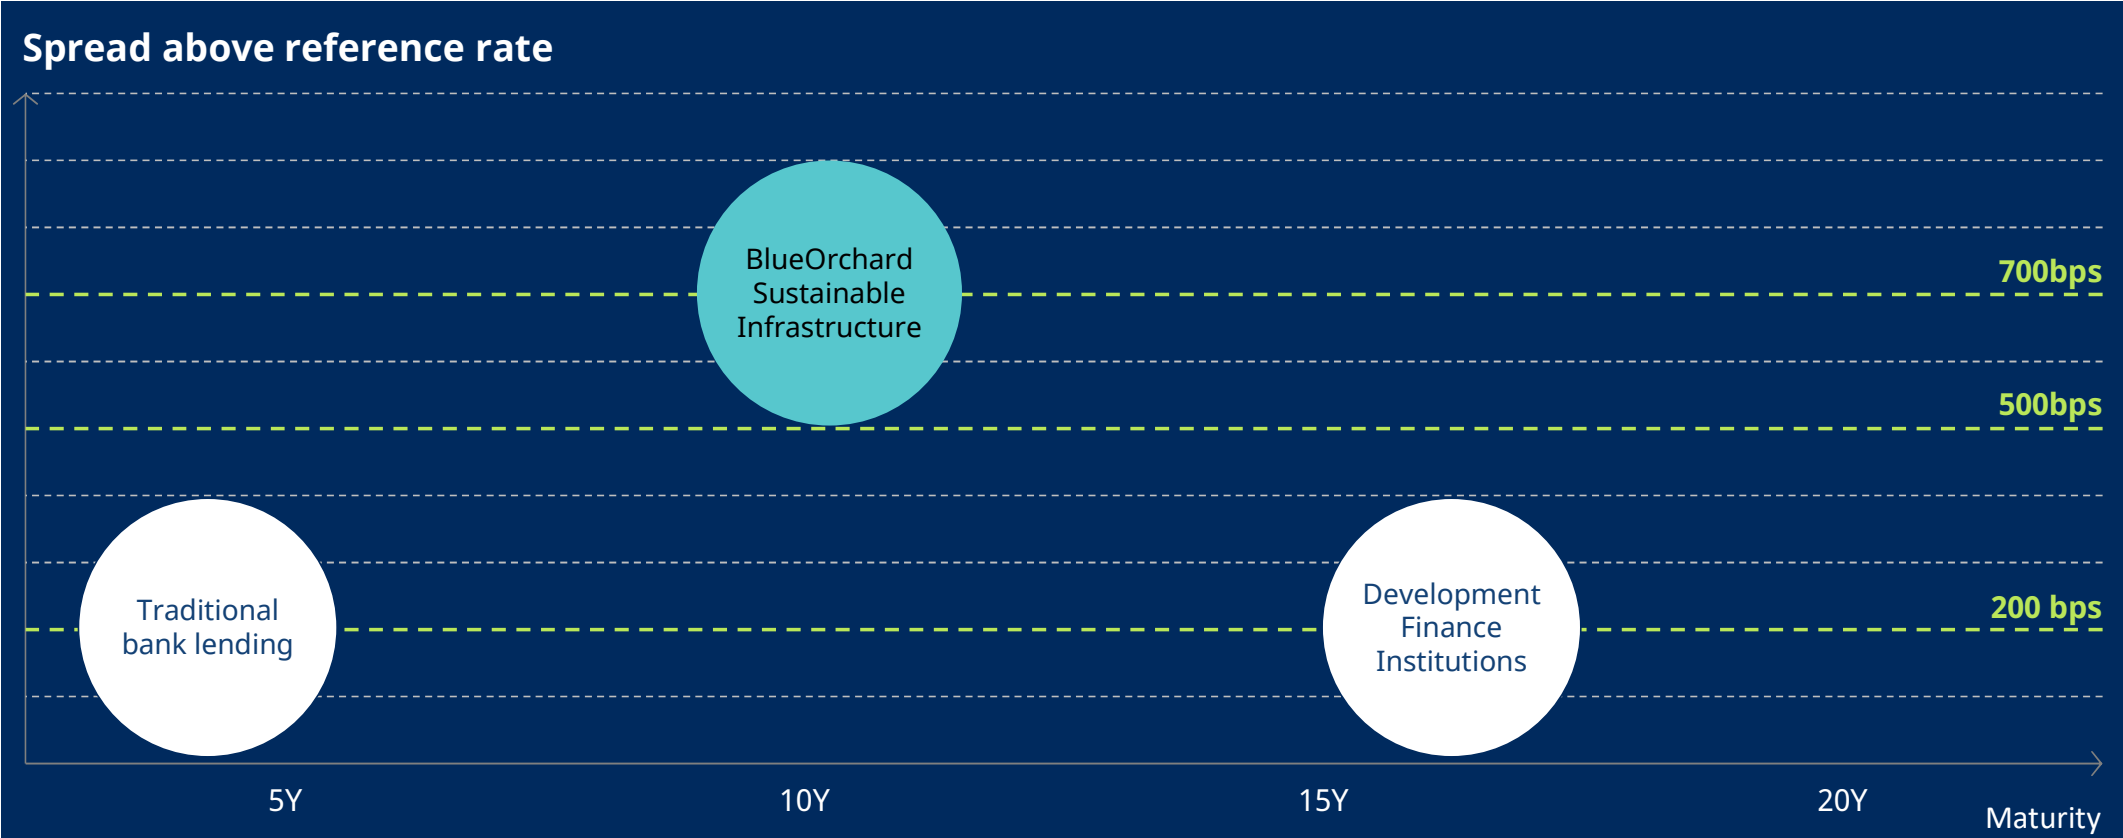 Spread above reference rate
BlueOrchard
Sustainable
Infrastructure
700bps
500bps
Traditional
bank lending
Development
Finance
Institutions
200 bps
5Y
10Y
15Y
20Y
Maturity